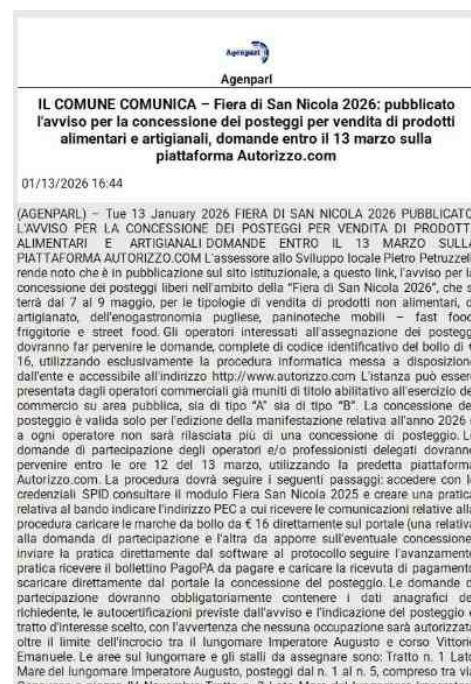 Agenparl
Agenparl
IL COMUNE COMUNICA – Fiera di San Nicola 2026: pubblicato
l'avviso per la concessione dei posteggi per vendita di prodotti
alimentari e artigianali, domande entro il 13 marzo sulla
piattaforma Autorizzo.com
01/13/2026 16:44
(AGENPARL) – Tue 13 January 2026 FIERA DI SAN NICOLA 2026 PUBBLICATO
L'AVVISO PER LA CONCESSIONE DEI POSTEGGI PER VENDITA DI PRODOTTI
ALIMENTARI E ARTIGIANALI DOMANDE ENTRO IL 13 MARZO SULLA
PIATTAFORMA AUTORIZZO.COM L'assessore allo Sviluppo locale Pietro Petruzzelli
rende noto che è in pubblicazione sul sito istituzionale, a questo link, l'avviso per la
concessione dei posteggi liberi nell'ambito della "Fiera di San Nicola 2026", che si
terrà dal 7 al 9 maggio, per le tipologie di vendita di prodotti non alimentari, di
artigianato, dell'enogastronomia pugliese, paninoteche mobili – fast food,
friggitorie e street food. Gli operatori interessati all'assegnazione dei posteggi
dovranno far pervenire le domande, complete di codice identificativo del bollo di €
16, utilizzando esclusivamente la procedura informatica messa a disposizione
dall'ente e accessibile all'indirizzo http://www.autorizzo.com L'istanza può essere
presentata dagli operatori commerciali già muniti di titolo abilitativo all'esercizio del
commercio su area pubblica, sia di tipo "A" sia di tipo "B". La concessione del
posteggio è valida solo per l'edizione della manifestazione relativa all'anno 2026 e
a ogni operatore non sarà rilasciata più di una concessione di posteggio. Le
domande di partecipazione degli operatori e/o professionisti delegati dovranno
pervenire entro le ore 12 del 13 marzo, utilizzando la predetta piattaforma
Autorizzo.com. La procedura dovrà seguire i seguenti passaggi: accedere con le
credenziali SPID consultare il modulo Fiera San Nicola 2025 e creare una pratica
relativa al bando indicare l'indirizzo PEC a cui ricevere le comunicazioni relative alla
procedura caricare le marche da bollo da € 16 direttamente sul portale (una relativa
alla domanda di partecipazione e l'altra da apporre sull'eventuale concessione)
inviare la pratica direttamente dal software al protocollo seguire l'avanzamento
pratica ricevere il bollettino PagoPA da pagare e caricare la ricevuta di pagamento
scaricare direttamente dal portale la concessione del posteggio. Le domande di
partecipazione dovranno obbligatoriamente contenere i dati anagrafici del
richiedente, le autocertificazioni previste dall'avviso e l'indicazione del posteggio e
tratto d'interesse scelto, con l'avvertenza che nessuna occupazione sarà autorizzata
oltre il limite dell'incrocio tra il lungomare Imperatore Augusto e corso Vittorio
Emanuele. Le aree sul lungomare e gli stalli da assegnare sono: Tratto n. 1 Lato
Mare del lungomare Imperatore Augusto, posteggi dal n. 1 al n. 5, compreso tra via